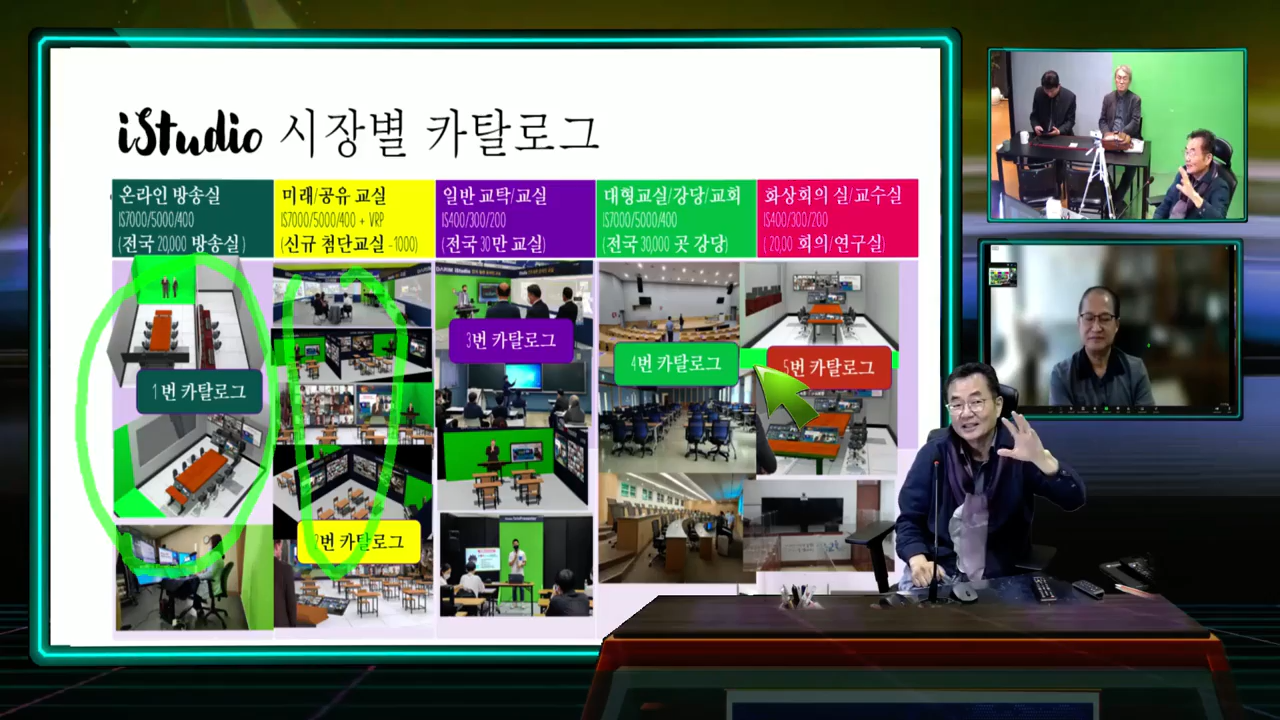 iStudio 시장별 카탈로그
온라인 방송실
IS7000/5000/400
(전국 20,000 방송실)
미래/공유 교실
IS7000/5000/400 + VRP
(신규 첨단교실 -1000)
일반 교탁/교실
IS400/300/200
(전국 30만 교실)
대형교실/강당/교회
IS7000/5000/400
(전국 30,000 곳 강당)
화상회의 실/교수실
IS400/300/200
( 20,00 회의/연구실)
1번 카탈로그
2번 카탈로그
3번 카탈로그
4번 카탈로그
5번 카탈로그